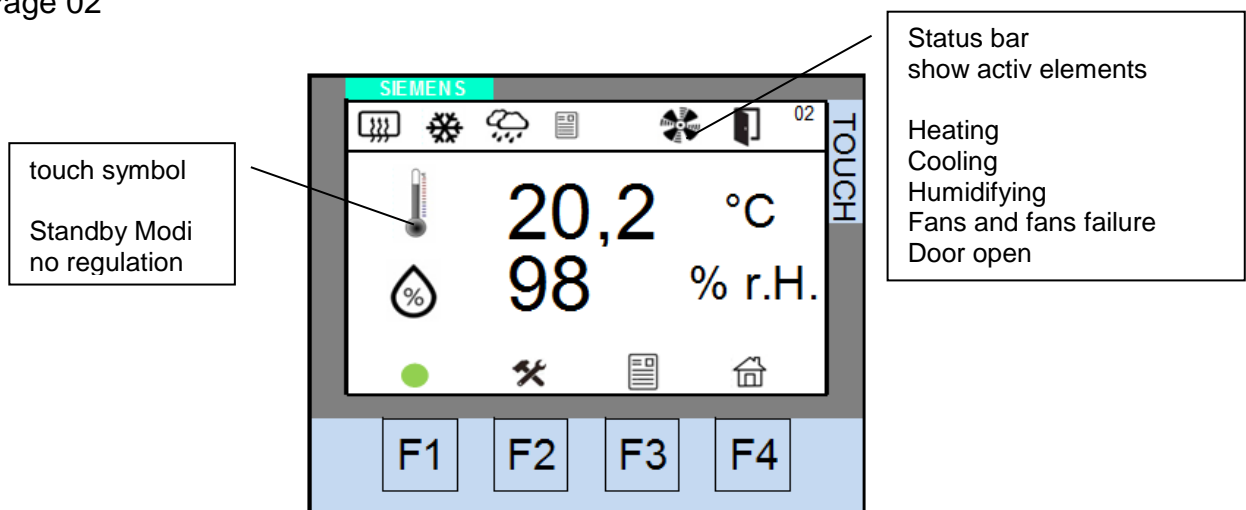 Page 02
Status bar
show activ elements
Heating
Cooling
Humidifying
Fans and fans failure
Door open
touch symbol
Standby Modi
no regulation
SIEMENS
02
TOUCH
20,2 °C
% 98 % r.H.
F1 F2 F3 F4